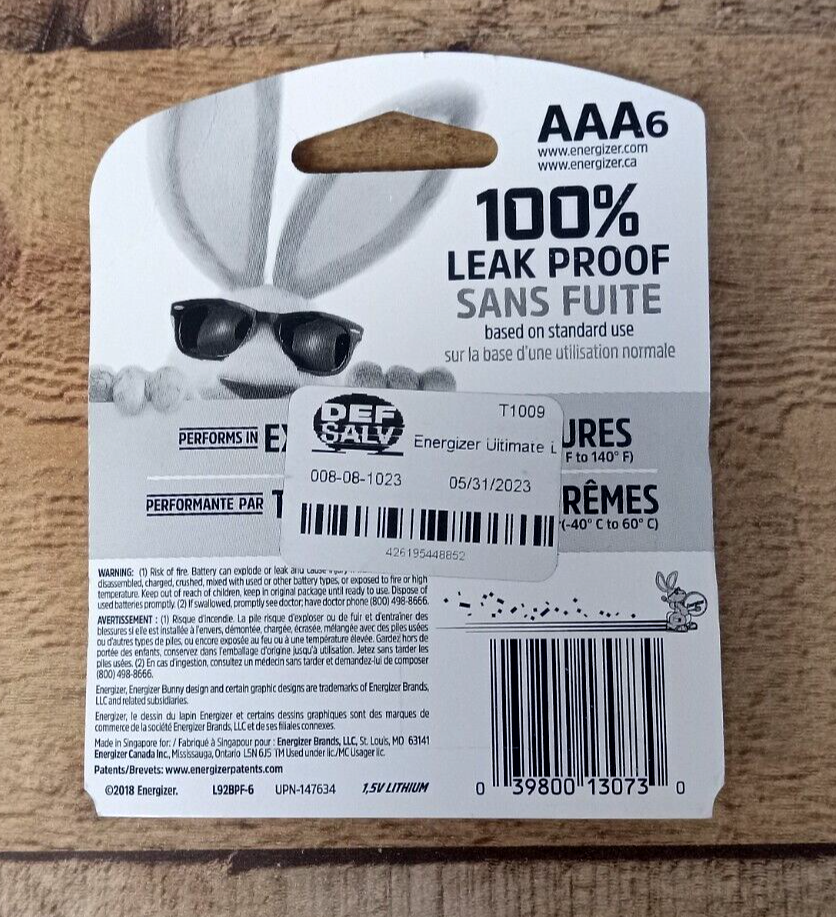 AAA6
www.energizer.com
www.energizer.ca
100%
LEAK PROOF
SANS FUITE
based on standard use
sur la base d'une utilisation normale
DEF
SALV
T1009
Energizer Ultimate L
008-08-1023 05/31/2023
426195448852
PERFORMS IN EX
URES
F to 140° F)
PERFORMANTE PAR T
RÊMES
(-40° C to 60° C)
WARNING: (1) Risk of fire. Battery can explode or leak and cause
disassembled, charged, crushed, mixed with used or other battery types, or exposed to fire or high
temperature. Keep out of reach of children, keep in original package until ready to use. Dispose of
used batteries promptly. (2) If swallowed, promptly see doctor; have doctor phone (800) 498-8666.
AVERTISSEMENT : (1) Risque d'incendie. La pile risque d'exploser ou de fuir et d'entraîner des
blessures si elle est installée à l'envers, démontée, chargée, écrasée, mélangée avec des piles usées
ou d'autres types de piles, ou encore exposée au feu ou à une température élevée. Gardez hors de
portée des enfants, conservez dans l'emballage d'origine jusqu'à utilisation. Jetez sans tarder les
piles usées. (2) En cas d'ingestion, consultez un médecin sans tarder et demandez-lui de composer
(800) 498-8666.
Energizer, Energizer Bunny design and certain graphic designs are trademarks of Energizer Brands,
LLC and related subsidiaries.
Energizer, le dessin du lapin Energizer et certains dessins graphiques sont des marques de
commerce de la société Energizer Brands, LLC et de ses filiales connexes.
Made in Singapore for: / Fabriqué à Singapour pour : Energizer Brands, LLC, St. Louis, MO 63141
Energizer Canada Inc., Mississauga, Ontario L5N 6J5 TM Used under lic./MC Usager lic.
Patents/Brevets: www.energizerpatents.com
©2018 Energizer. L92BPF-6 UPN-147634 1,5V LITHIUM
0 39800 13073 0